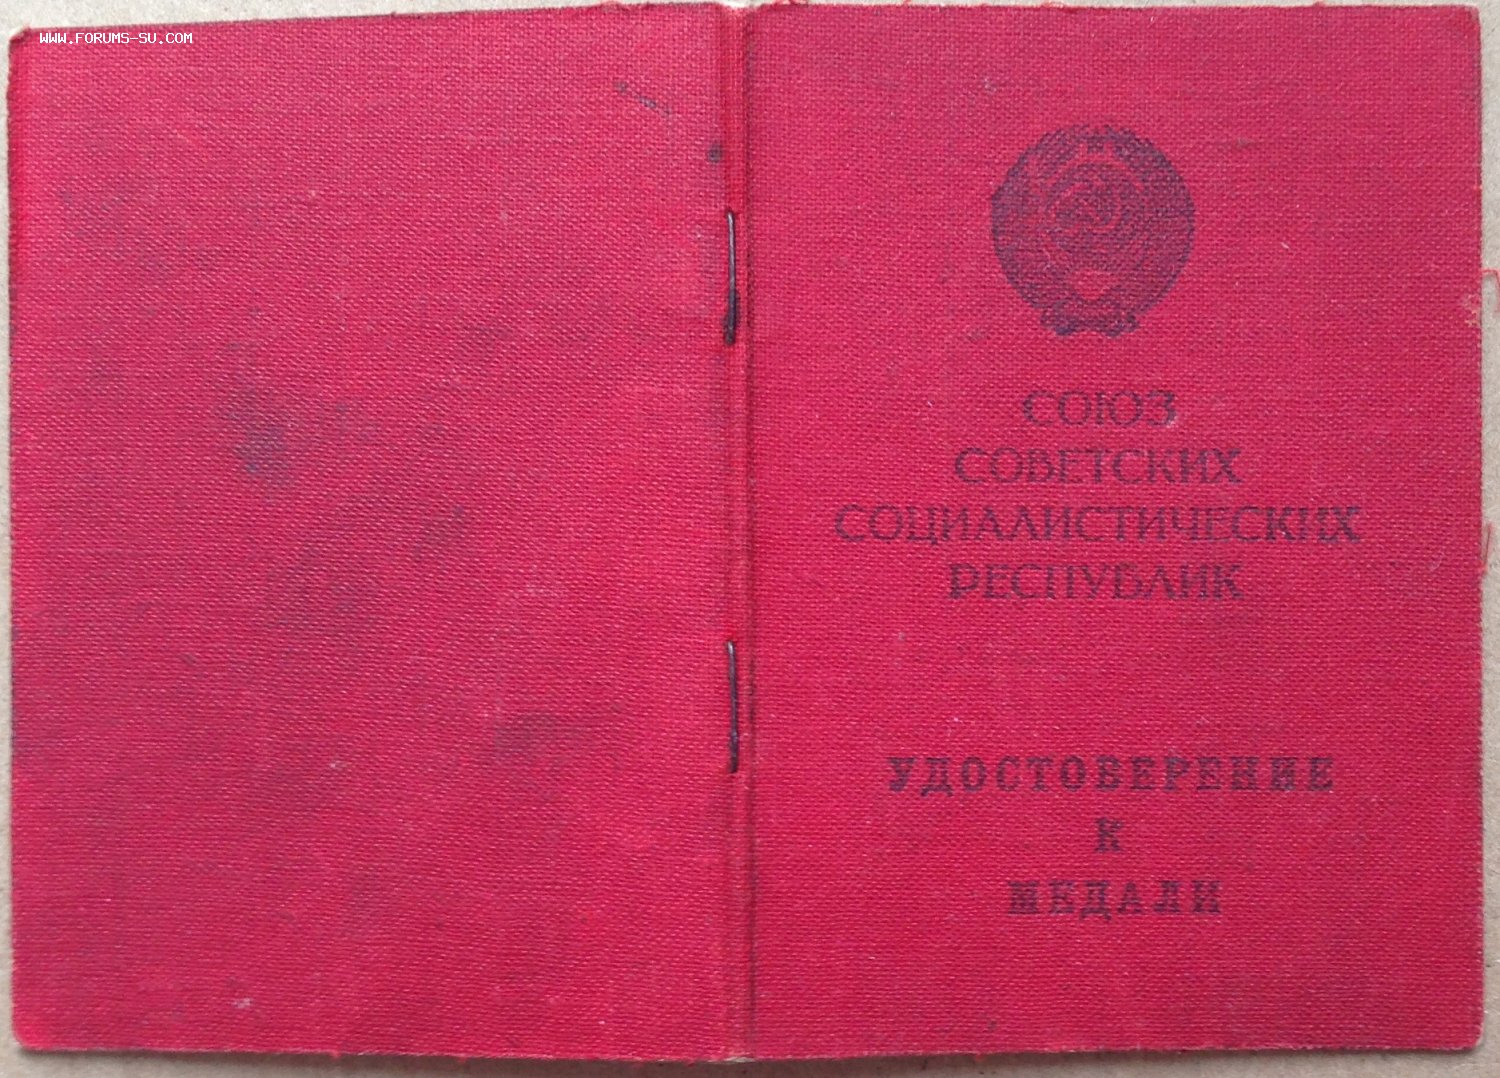 WWW.FORUMS-SU.COM
СОЮЗ
СОВЕТСКИХ
СОЦИАЛИСТИЧЕСКИХ
РЕСПУБЛИК
УДОСТОВЕРЕНИЕ
К
МЕДАЛИ